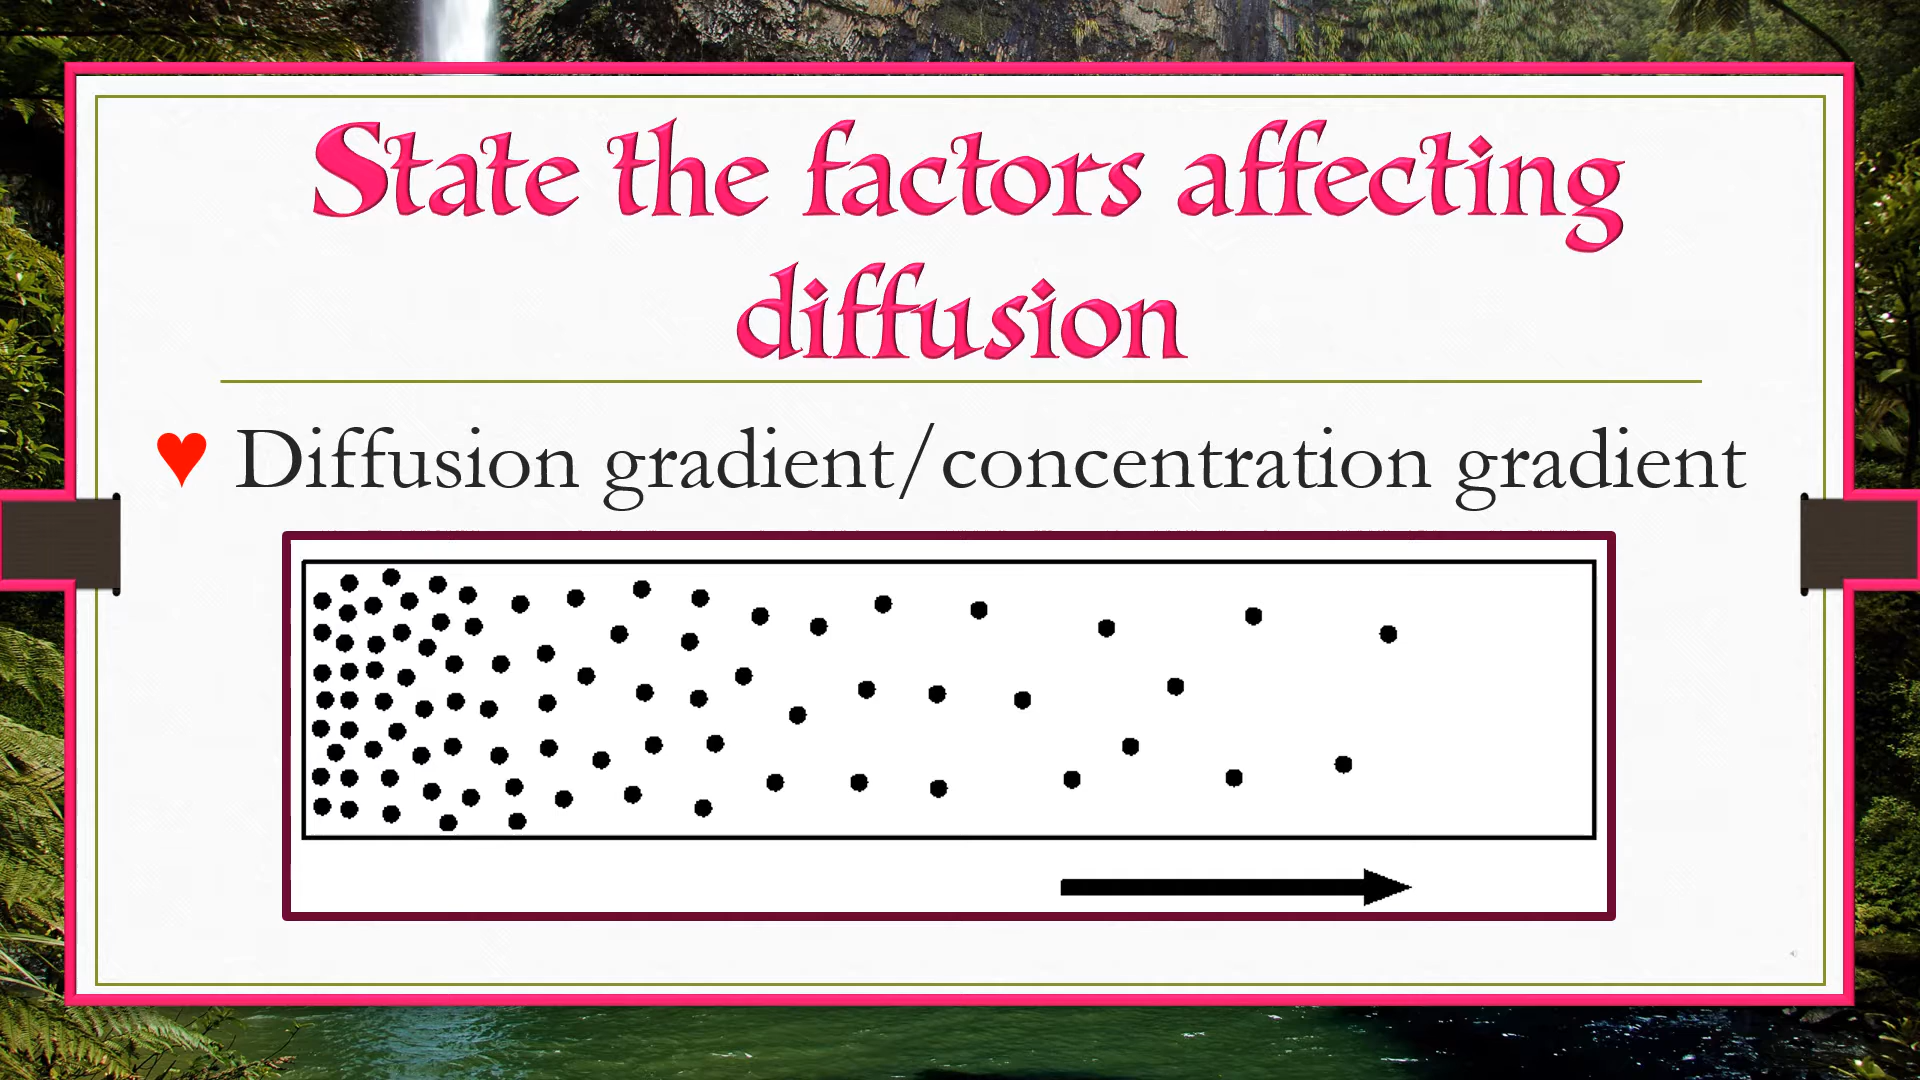 State the factors affecting
diffusion
♥ Diffusion gradient/concentration gradient